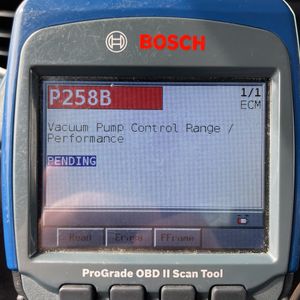 BOSCH
P258B
1/1
ECM
Vacuum Pump Control Range /
Performance
PENDING
Read Erase FFrame
ProGrade OBD II Scan Tool